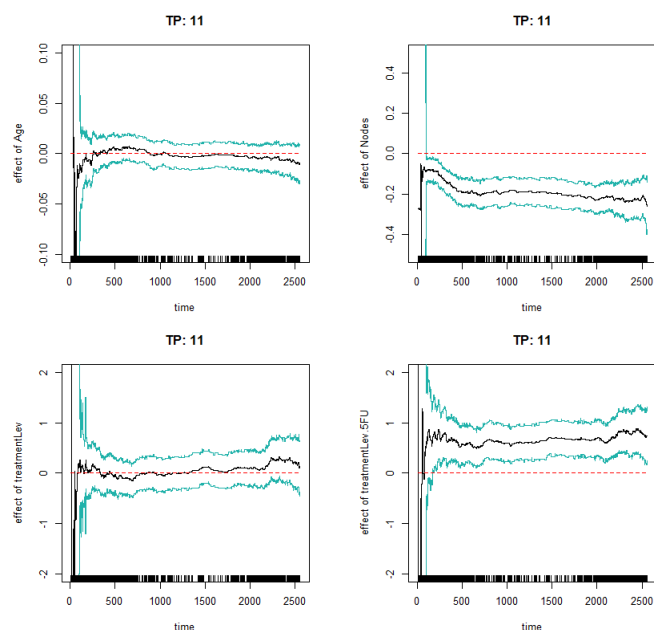 TP: 11
effect of Age
0.10
0.05
0.00
-0.05
-0.10
0 500 1000 1500 2000 2500
time
TP: 11
effect of Nodes
0.4
0.2
0.0
-0.2
-0.4
0 500 1000 1500 2000 2500
time
TP: 11
effect of treatmentLev
2
1
0
-1
-2
0 500 1000 1500 2000 2500
time
TP: 11
effect of treatmentLev.5FU
2
1
0
-1
-2
0 500 1000 1500 2000 2500
time